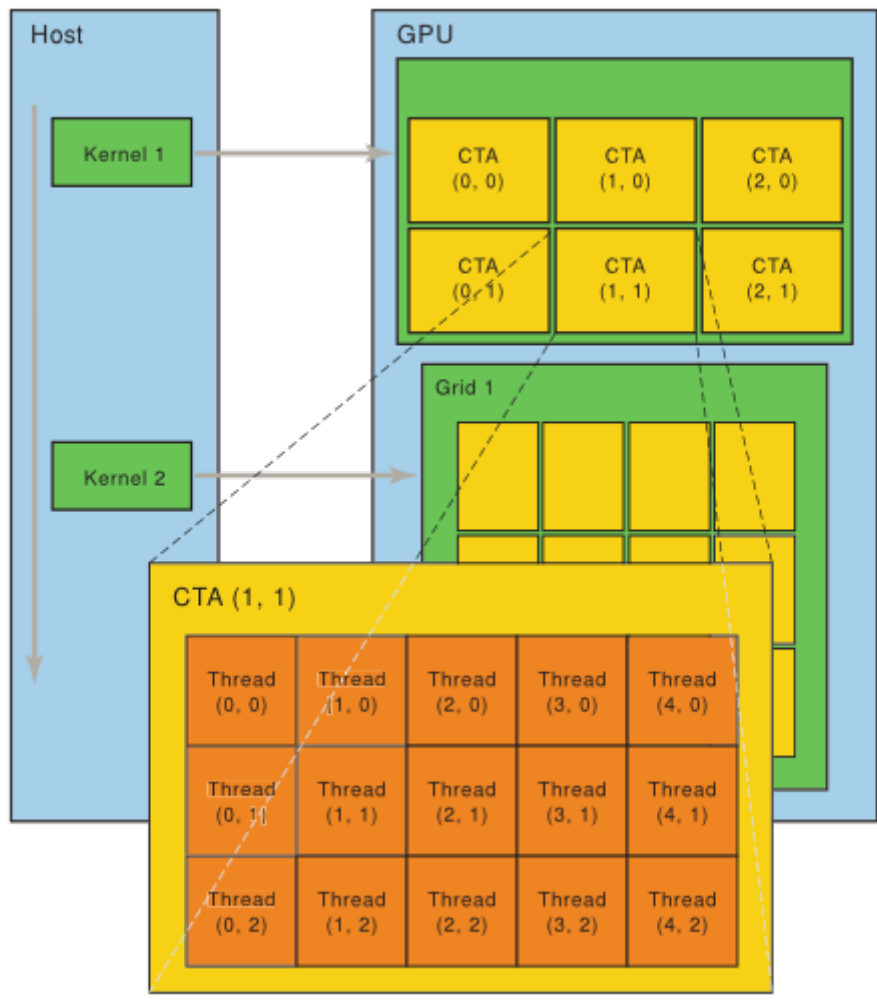 Host
GPU
Kernel 1
CTA
(0, 0)
CTA
(1, 0)
CTA
(2, 0)
CTA
(0, 1)
CTA
(1, 1)
CTA
(2, 1)
Grid 1
Kernel 2
CTA (1, 1)
Thread
(0, 0)
Thread
(1, 0)
Thread
(2, 0)
Thread
(3, 0)
Thread
(4, 0)
Thread
(0, 1)
Thread
(1, 1)
Thread
(2, 1)
Thread
(3, 1)
Thread
(4, 1)
Thread
(0, 2)
Thread
(1, 2)
Thread
(2, 2)
Thread
(3, 2)
Thread
(4, 2)